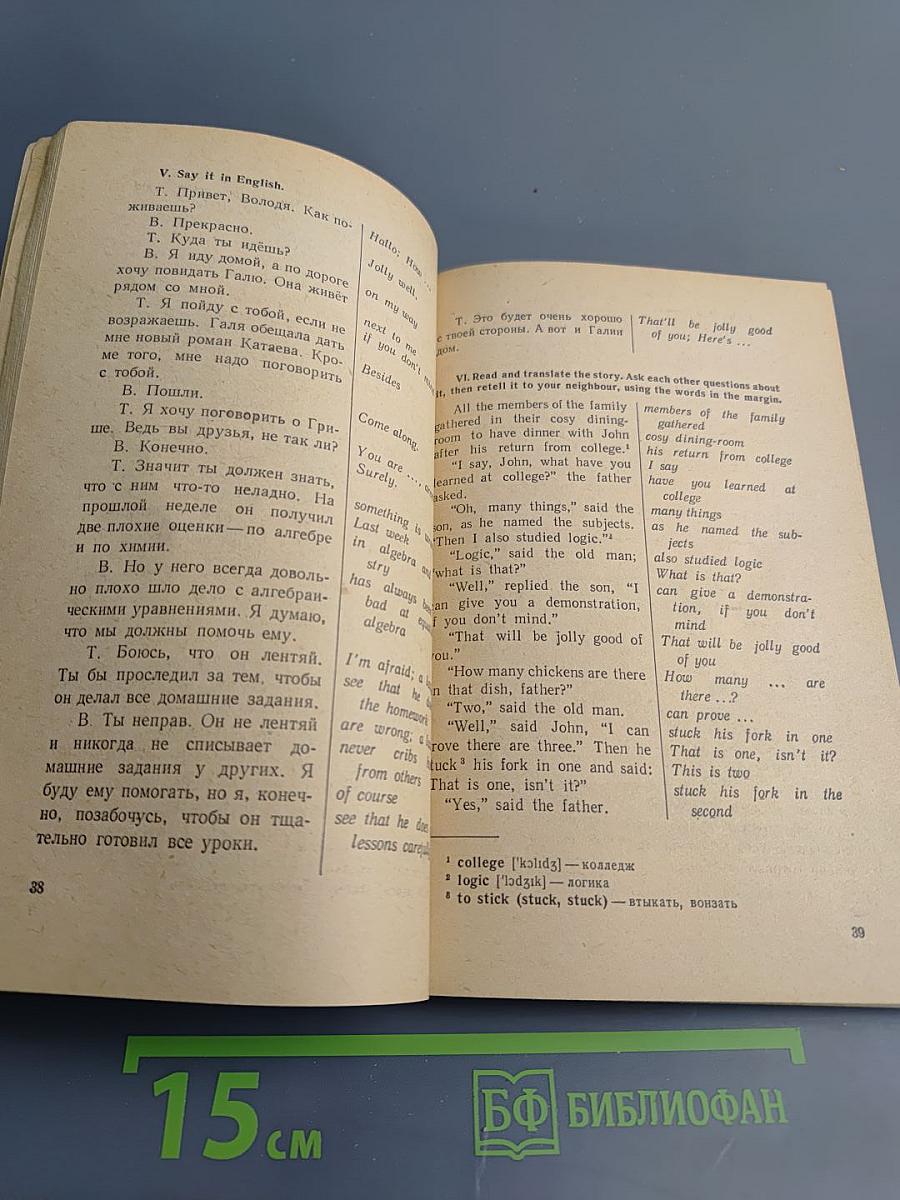 V. Say it in English.
Т. Привет, Володя. Как по-
живаешь?
В. Прекрасно.
Т. Куда ты идёшь?
В. Я иду домой, а по дороге
хочу повидать Галю. Она живёт
рядом со мной.
Т. Я пойду с тобой, если не
возражаешь. Галя обещала дать
мне новый роман Катаева. Кро-
ме того, мне надо поговорить
с тобой.
В. Пошли.
Т. Я хочу поговорить о Гри-
ше. Ведь вы друзья, не так ли?
В. Конечно.
Т. Значит ты должен знать,
что с ним что-то неладно. На
прошлой неделе он получил
две плохие оценки — по алгебре
и по химии.
В. Но у него всегда доволь-
но плохо шло дело с алгебраи-
ческими уравнениями. Я думаю,
что мы должны помочь ему.
Т. Боюсь, что он лентяй.
Ты бы проследил за тем, чтобы
он делал все домашние задания.
В. Ты неправ. Он не лентяй
и никогда не списывает до-
машние задания у других. Я
буду ему помогать, но я, конеч-
но, позабочусь, чтобы он тща-
тельно готовил все уроки.
Hallo; How ...
Jolly well.
on my way
next to me
if you don't
Besides
Come along.
You are ...,
Surely.
something is
Last week
in algebra and
stry
has always
bad at
algebra
I'm afraid; a
see that he
the homework
are wrong; a
never cribs
from others
of course
see that he does
lessons
38
Т. Это будет очень хорошо
с твоей стороны. А вот и Галин
дом.
That'll be jolly good
of you; Here's ...
VI. Read and translate the story. Ask each other questions about
it, then retell it to your neighbour, using the words in the margin.
All the members of the family
gathered in their cosy dining-
room to have dinner with John
after his return from college.¹
"I say, John, what have you
learned at college?" the father
asked.
"Oh, many things," said the
son, as he named the subjects.
"Then I also studied logic."²
"Logic," said the old man;
"what is that?"
"Well," replied the son, "I
can give you a demonstration,
if you don't mind."
"That will be jolly good of
you."
"How many chickens are there
in that dish, father?"
"Two," said the old man.
"Well," said John, "I can
prove there are three." Then he
stuck³ his fork in one and said:
"That is one, isn't it?"
"Yes," said the father.
members of the family
gathered
cosy dining-room
his return from college
I say
have you learned at
college
many things
as he named the sub-
jects
also studied logic
What is that?
can give a demonstra-
tion, if you don't
mind
That will be jolly good
of you
How many ... are
there ...?
can prove ...
stuck his fork in one
That is one, isn't it?
This is two
stuck his fork in the
second
¹ college ['kɔlɪdʒ] — колледж
² logic ['lɔdʒɪk] — логика
³ to stick (stuck, stuck) — втыкать, вонзать
39
15 см
БФ БИБЛИОФАН